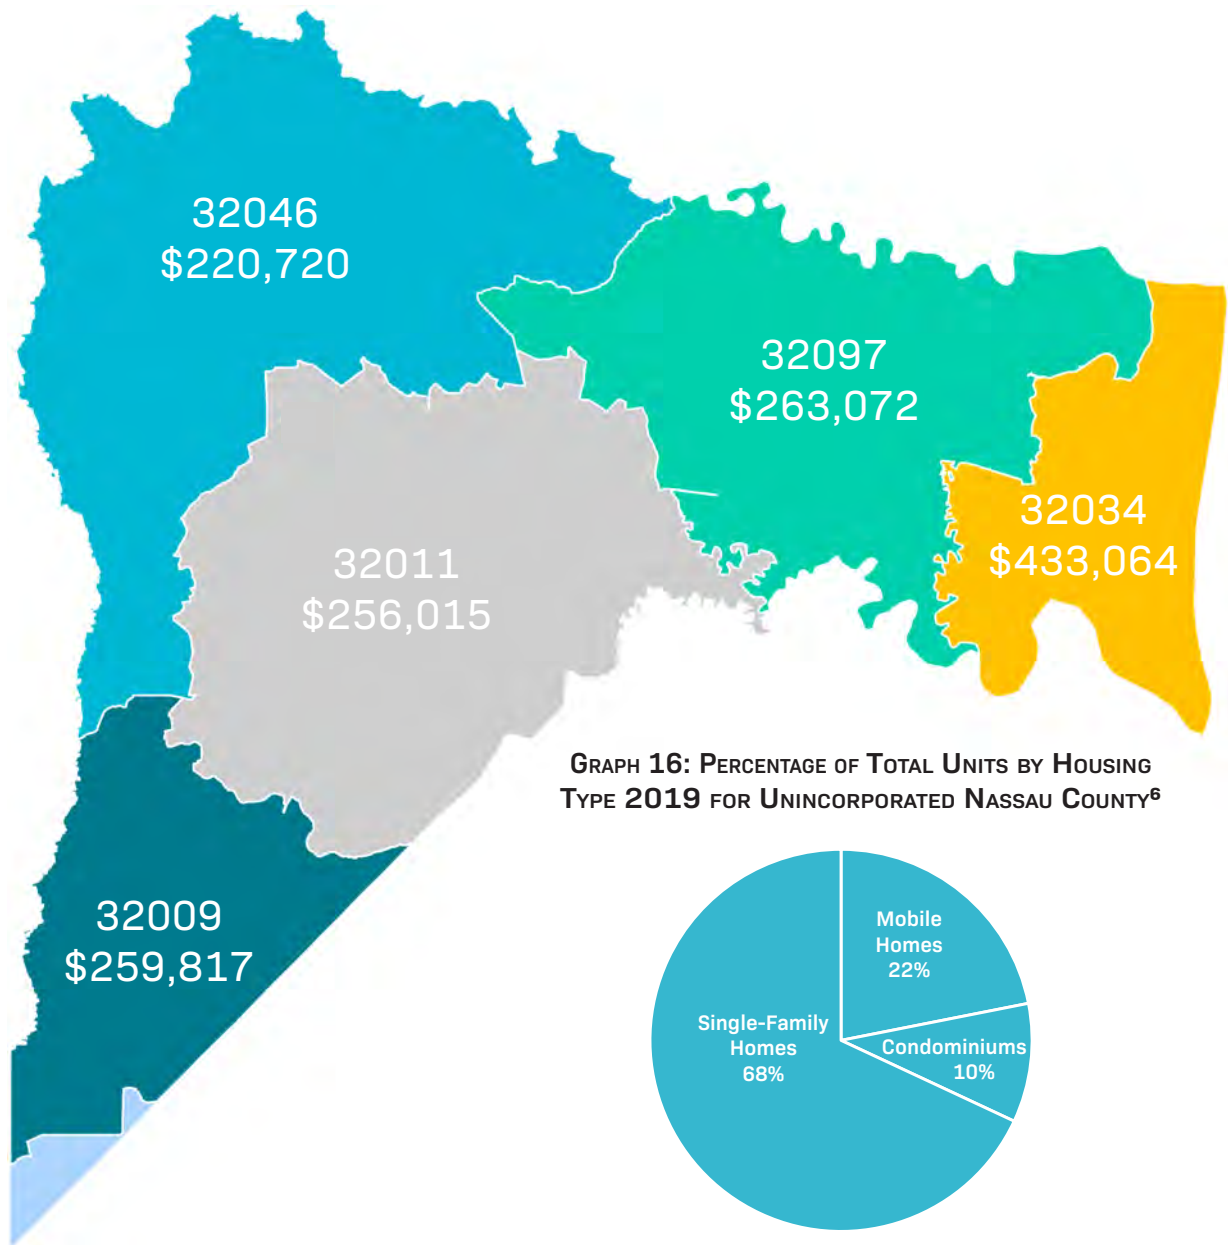 32046
$220,720
32097
$263,072
32034
$433,064
32011
$256,015
32009
$259,817
Graph 16: Percentage of Total Units by Housing
Type 2019 for Unincorporated Nassau County⁶
Mobile
Homes
22%
Single-Family
Homes
68%
Condominiums
10%